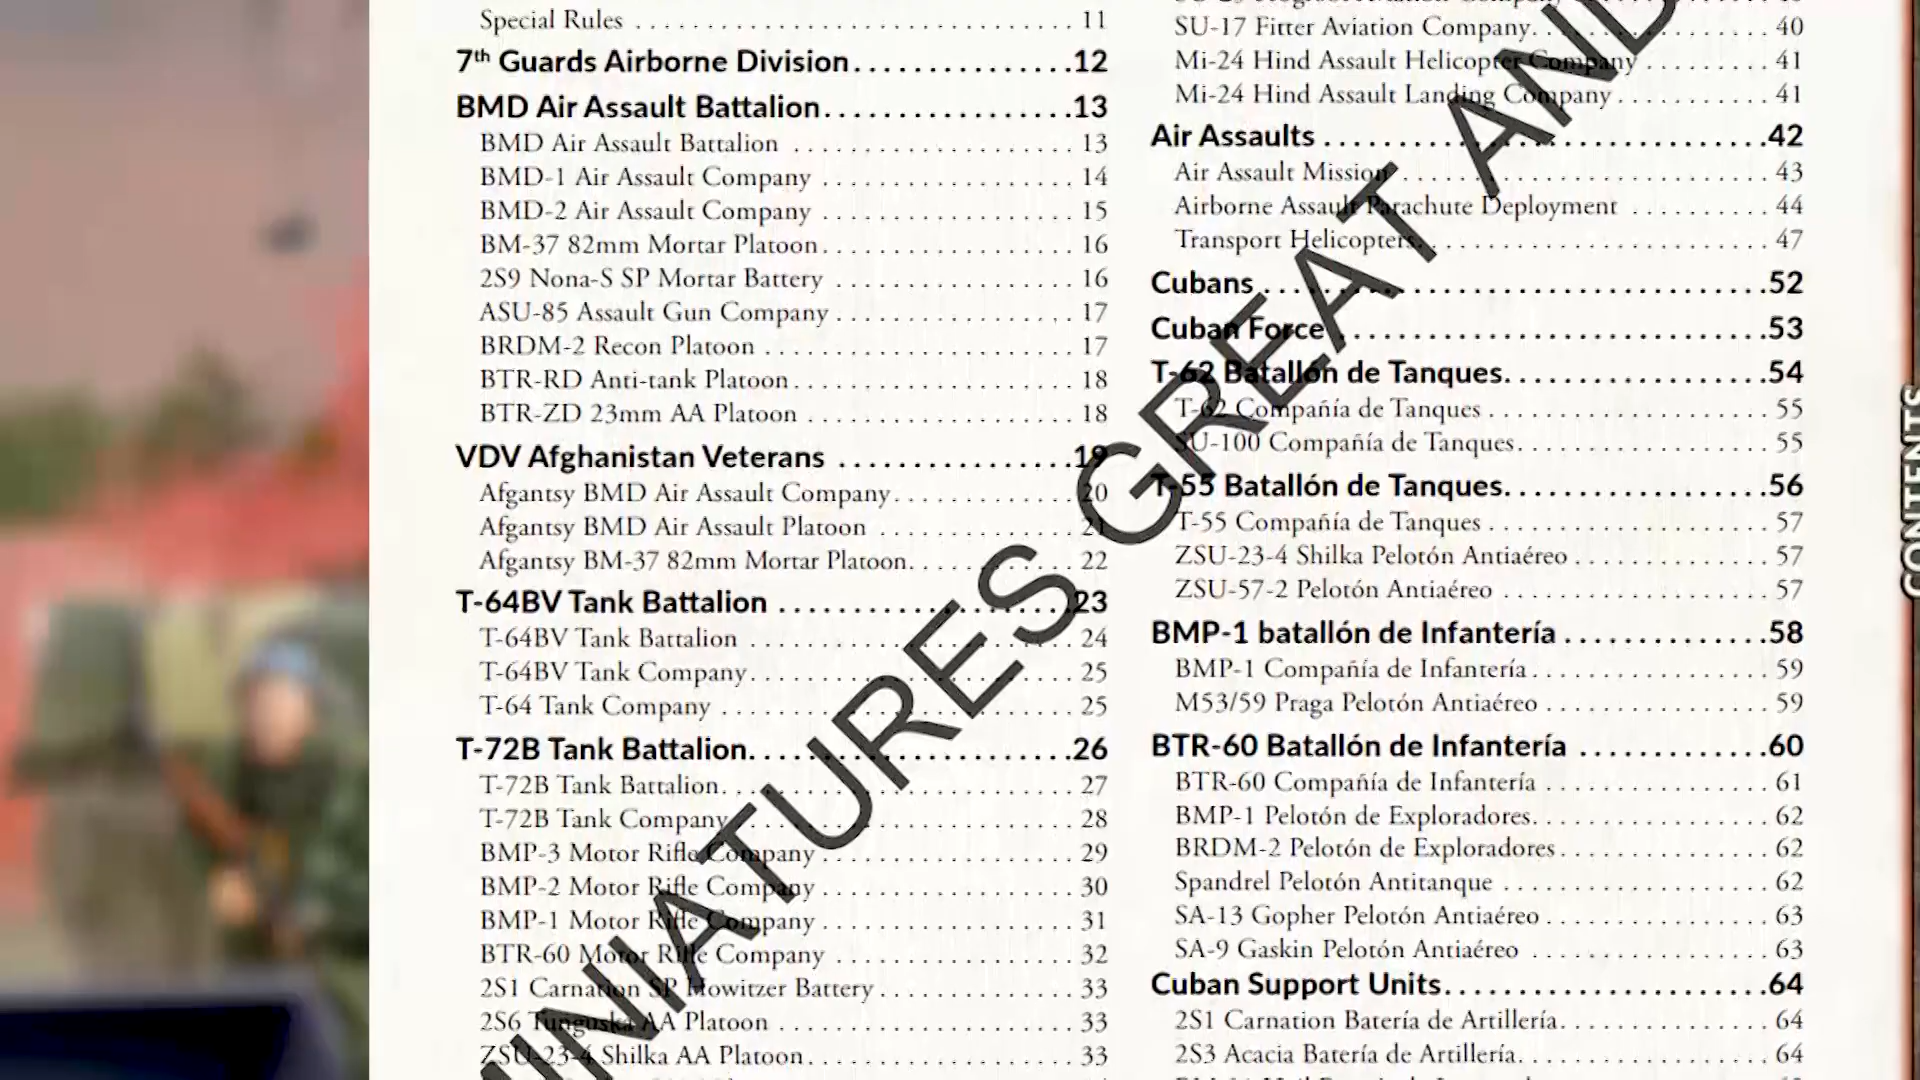 Special Rules . . . . . . . . . . 11
7th Guards Airborne Division. . . . . . . . . . 12
BMD Air Assault Battalion. . . . . . . . . . 13
BMD Air Assault Battalion . . . . . . . . . . 13
BMD-1 Air Assault Company . . . . . . . . . . 14
BMD-2 Air Assault Company . . . . . . . . . . 15
BM-37 82mm Mortar Platoon. . . . . . . . . . 16
2S9 Nona-S SP Mortar Battery . . . . . . . . . . 16
ASU-85 Assault Gun Company . . . . . . . . . . 17
BRDM-2 Recon Platoon . . . . . . . . . . 17
BTR-RD Anti-tank Platoon. . . . . . . . . . 18
BTR-ZD 23mm AA Platoon . . . . . . . . . . 18
VDV Afghanistan Veterans . . . . . . . . . . 19
Afgantsy BMD Air Assault Company. . . . . . . . . . 20
Afgantsy BMD Air Assault Platoon . . . . . . . . . . 21
Afgantsy BM-37 82mm Mortar Platoon. . . . . . . . . . 22
T-64BV Tank Battalion . . . . . . . . . . 23
T-64BV Tank Battalion . . . . . . . . . . 24
T-64BV Tank Company. . . . . . . . . . 25
T-64 Tank Company . . . . . . . . . . 25
T-72B Tank Battalion. . . . . . . . . . 26
T-72B Tank Battalion. . . . . . . . . . 27
T-72B Tank Company. . . . . . . . . . 28
BMP-3 Motor Rifle Company . . . . . . . . . . 29
BMP-2 Motor Rifle Company . . . . . . . . . . 30
BMP-1 Motor Rifle Company . . . . . . . . . . 31
BTR-60 Motor Rifle Company . . . . . . . . . . 32
2S1 Carnation SP Howitzer Battery . . . . . . . . . . 33
2S6 Tunguska AA Platoon . . . . . . . . . . 33
ZSU-23-4 Shilka AA Platoon. . . . . . . . . . 33
SU-17 Fitter Aviation Company. . . . . . . . . . 40
Mi-24 Hind Assault Helicopter Company . . . . . . . . . . 41
Mi-24 Hind Assault Landing Company . . . . . . . . . . 41
Air Assaults . . . . . . . . . . 42
Air Assault Mission . . . . . . . . . . 43
Airborne Assault Parachute Deployment . . . . . . . . . . 44
Transport Helicopters. . . . . . . . . . 47
Cubans . . . . . . . . . . 52
Cuban Force . . . . . . . . . . 53
T-62 Batallón de Tanques. . . . . . . . . . 54
T-62 Compañía de Tanques . . . . . . . . . . 55
SU-100 Compañía de Tanques. . . . . . . . . . 55
T-55 Batallón de Tanques. . . . . . . . . . 56
T-55 Compañía de Tanques . . . . . . . . . . 57
ZSU-23-4 Shilka Pelotón Antiaéreo . . . . . . . . . . 57
ZSU-57-2 Pelotón Antiaéreo . . . . . . . . . . 57
BMP-1 batallón de Infantería . . . . . . . . . . 58
BMP-1 Compañía de Infantería. . . . . . . . . . 59
M53/59 Praga Pelotón Antiaéreo . . . . . . . . . . 59
BTR-60 Batallón de Infantería . . . . . . . . . . 60
BTR-60 Compañía de Infantería . . . . . . . . . . 61
BMP-1 Pelotón de Exploradores. . . . . . . . . . 62
BRDM-2 Pelotón de Exploradores. . . . . . . . . . 62
Spandrel Pelotón Antitanque . . . . . . . . . . 62
SA-13 Gopher Pelotón Antiaéreo . . . . . . . . . . 63
SA-9 Gaskin Pelotón Antiaéreo . . . . . . . . . . 63
Cuban Support Units. . . . . . . . . . 64
2S1 Carnation Batería de Artillería. . . . . . . . . . 64
2S3 Acacia Batería de Artillería. . . . . . . . . . 64
CONTENTS
GREAT AND